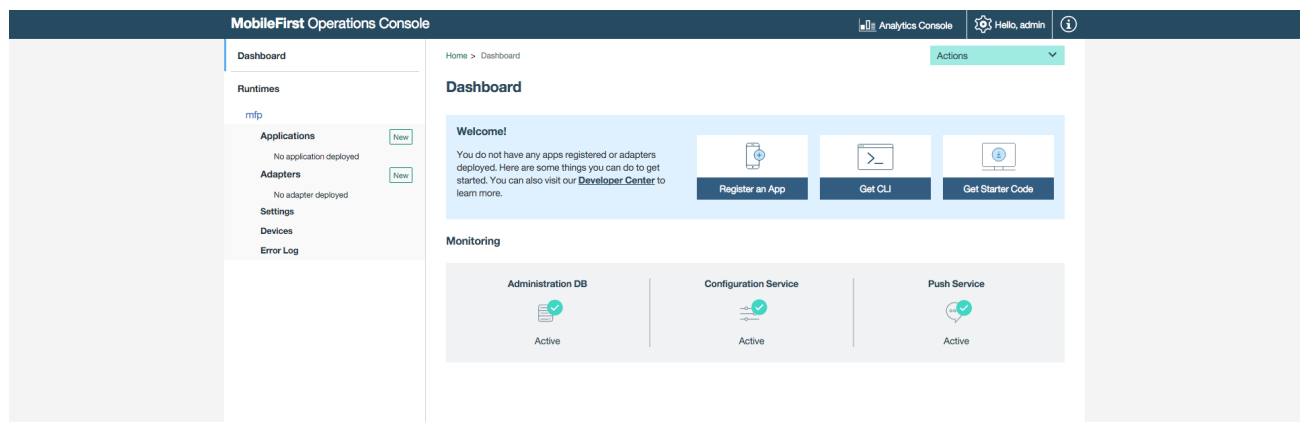 MobileFirst Operations Console
Analytics Console
Hello, admin
Dashboard
Runtimes
mfp
Applications New
No application deployed
Adapters New
No adapter deployed
Settings
Devices
Error Log
Home > Dashboard
Actions
Dashboard
Welcome!
You do not have any apps registered or adapters
deployed. Here are some things you can do to get
started. You can also visit our Developer Center to
learn more.
Register an App
Get CLI
Get Starter Code
Monitoring
Administration DB
Active
Configuration Service
Active
Push Service
Active